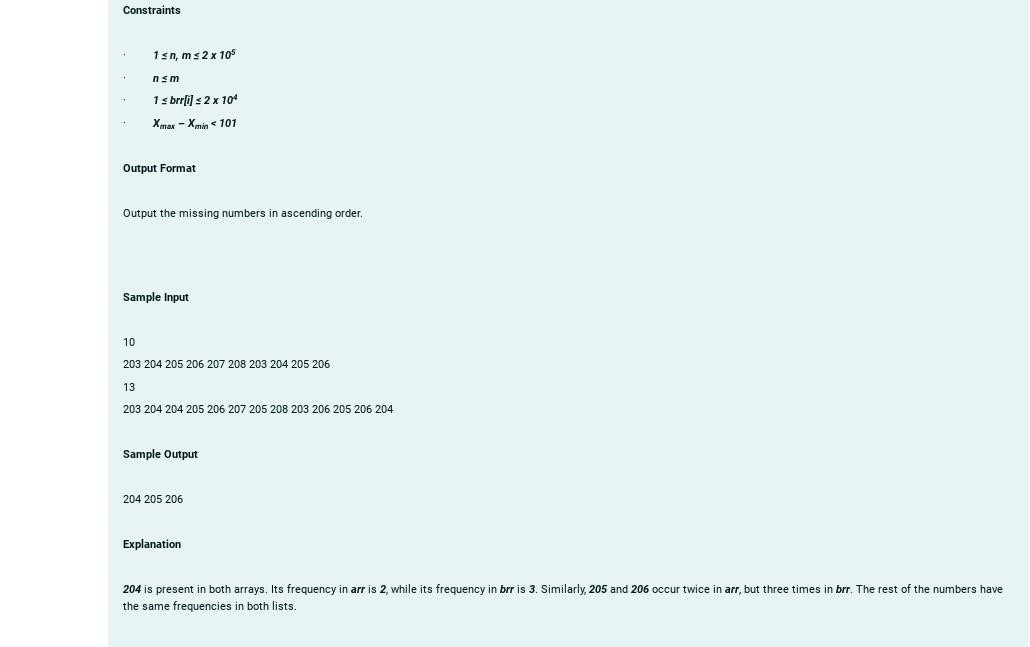 Constraints
· 1 ≤ n, m ≤ 2 x 10⁵
· n ≤ m
· 1 ≤ brr[i] ≤ 2 x 10⁴
· Xmax – Xmin < 101
Output Format
Output the missing numbers in ascending order.
Sample Input
10
203 204 205 206 207 208 203 204 205 206
13
203 204 204 205 206 207 205 208 203 206 205 206 204
Sample Output
204 205 206
Explanation
204 is present in both arrays. Its frequency in arr is 2, while its frequency in brr is 3. Similarly, 205 and 206 occur twice in arr, but three times in brr. The rest of the numbers have
the same frequencies in both lists.